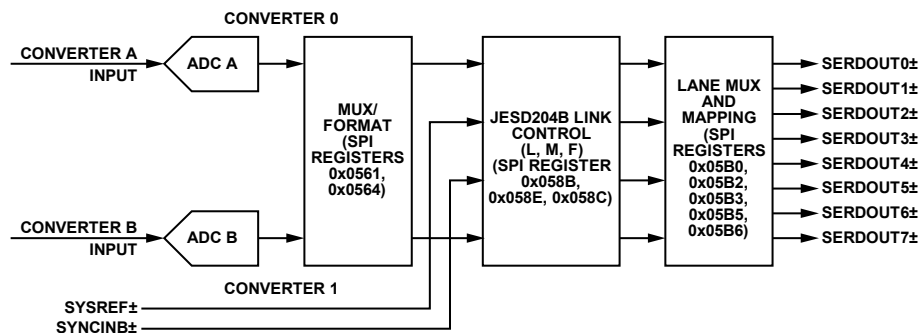 CONVERTER 0
CONVERTER A
INPUT
ADC A
MUX/
FORMAT
(SPI
REGISTERS
0x0561,
0x0564)
JESD204B LINK
CONTROL
(L, M, F)
(SPI REGISTER
0x058B,
0x058E, 0x058C)
LANE MUX
AND
MAPPING
(SPI
REGISTERS
0x05B0,
0x05B2,
0x05B3,
0x05B5,
0x05B6)
SERDOUT0±
SERDOUT1±
SERDOUT2±
SERDOUT3±
SERDOUT4±
SERDOUT5±
SERDOUT6±
SERDOUT7±
CONVERTER B
INPUT
ADC B
CONVERTER 1
SYSREF±
SYNCINB±